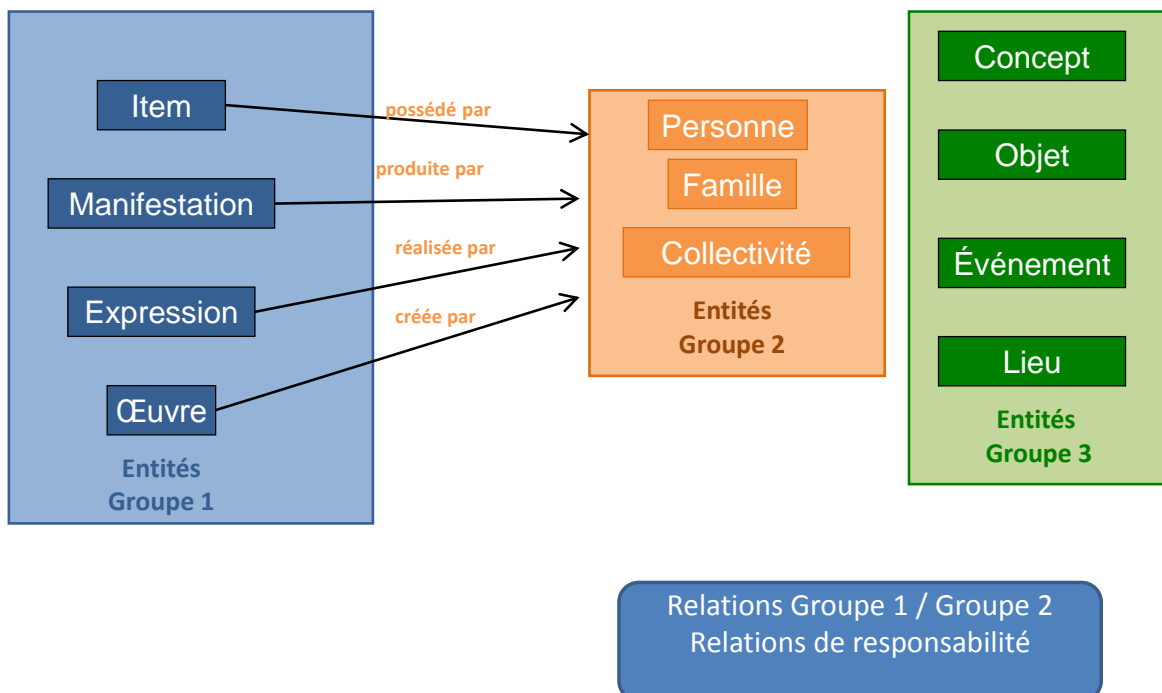 Item
Manifestation
Expression
Œuvre
Entités
Groupe 1
possédé par
produite par
réalisée par
créée par
Personne
Famille
Collectivité
Entités
Groupe 2
Concept
Objet
Événement
Lieu
Entités
Groupe 3
Relations Groupe 1 / Groupe 2
Relations de responsabilité